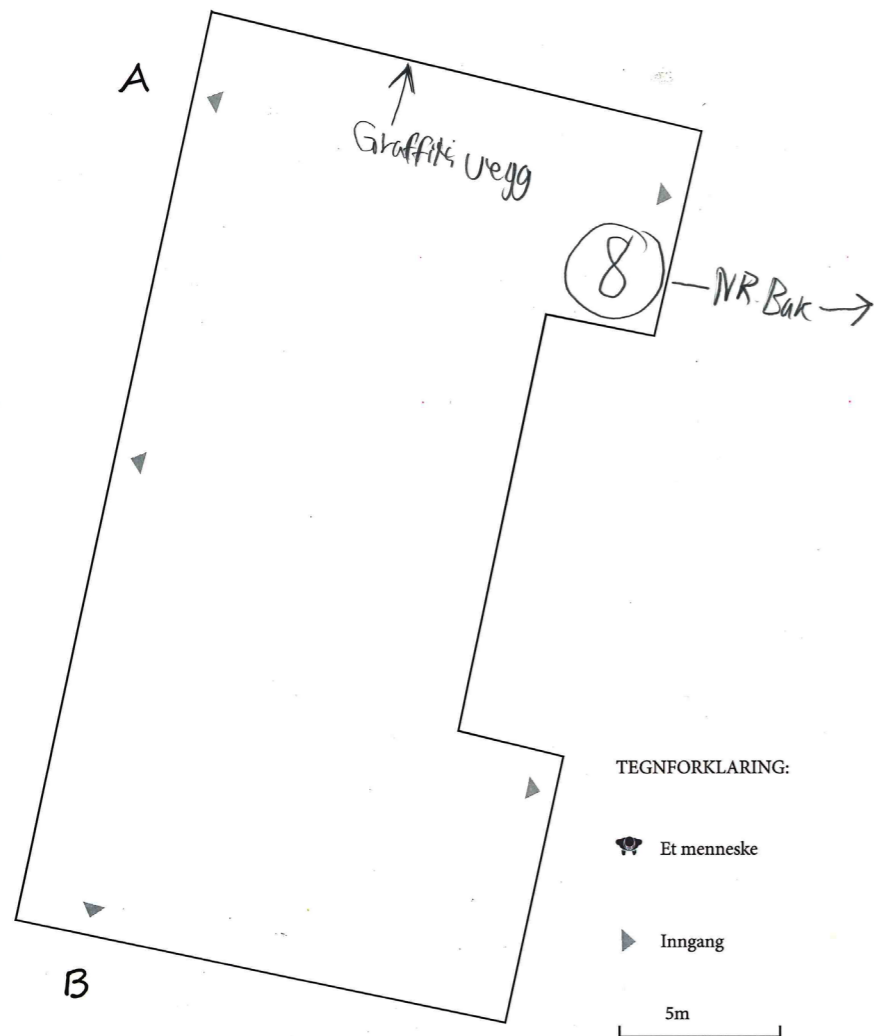 A
Graffiti vegg
8
NR. Bak
TEGNFORKLARING:
Et menneske
Inngang
5m
B